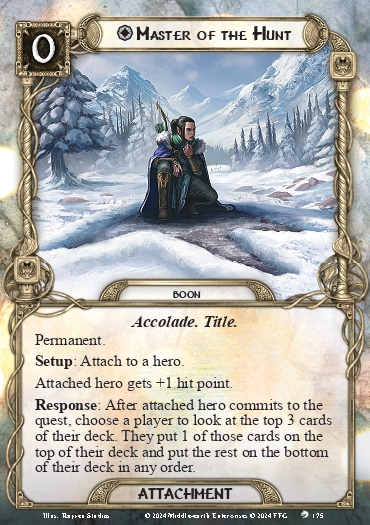 0
Master of the Hunt
BOON
Accolade. Title.
Permanent.
Setup: Attach to a hero.
Attached hero gets +1 hit point.
Response: After attached hero commits to the
quest, choose a player to look at the top 3 cards
of their deck. They put 1 of those cards on the
top of their deck and put the rest on the bottom
of their deck in any order.
ATTACHMENT
Illus. Studios © 2024 Middle-earth Enterprises © 2024 FFG 175